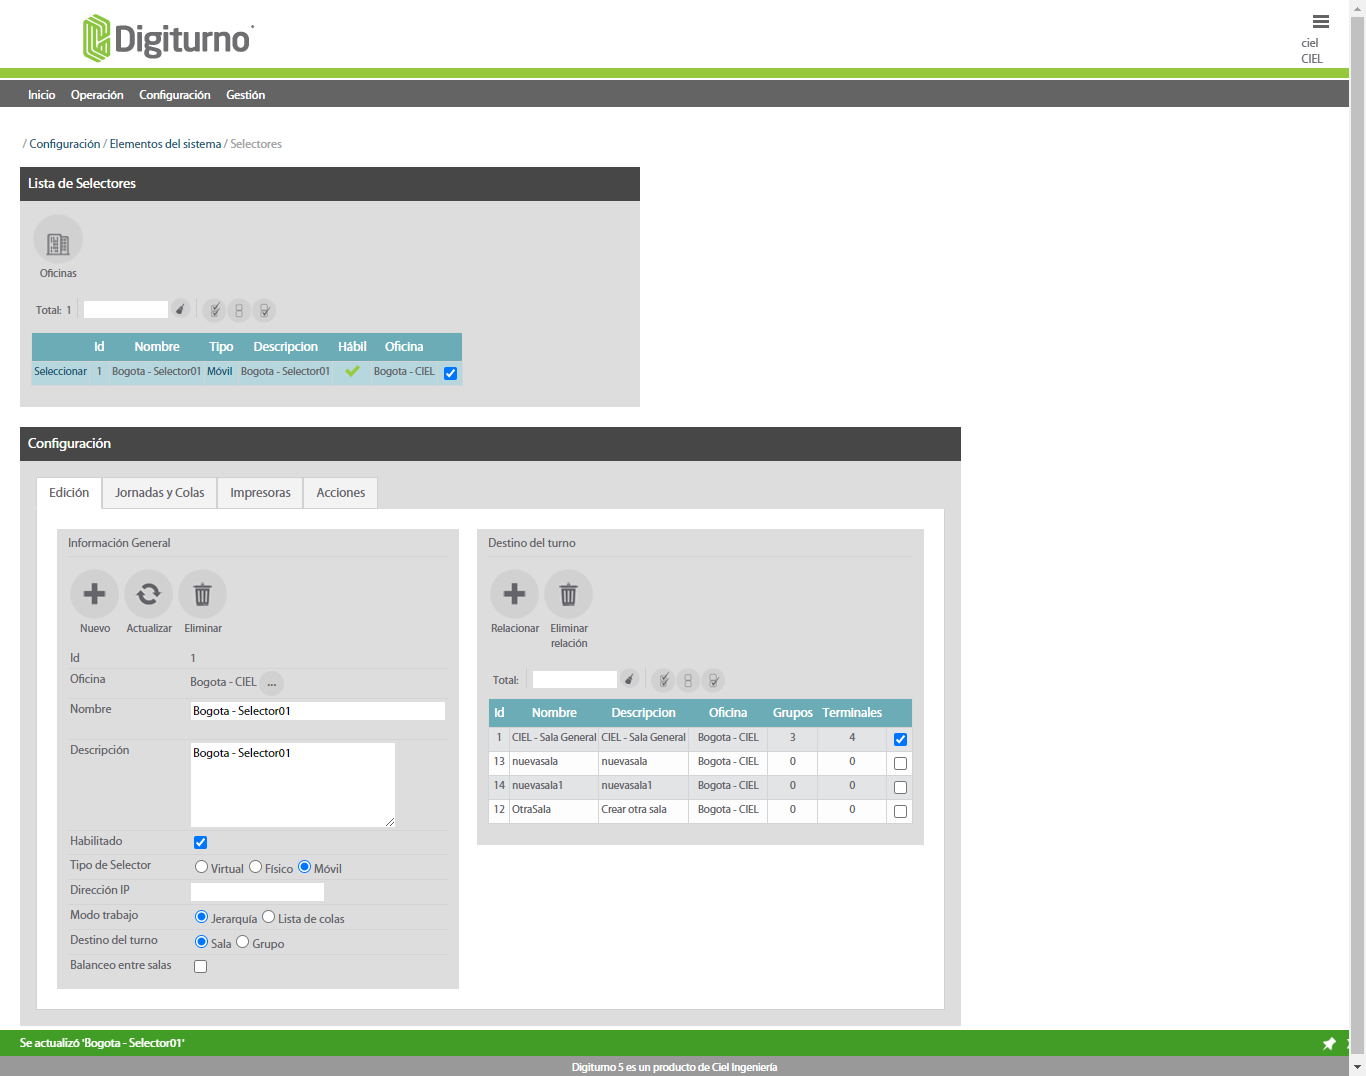 Digiturno
ciel
CIEL
Inicio Operación Configuración Gestión
/ Configuración / Elementos del sistema / Selectores
Lista de Selectores
Oficinas
Total: 1
Id Nombre Tipo Descripcion Hábil Oficina
Seleccionar 1 Bogota - Selector01 Móvil Bogota - Selector01 Bogota - CIEL
Configuración
Edición Jornadas y Colas Impresoras Acciones
Información General
Nuevo Actualizar Eliminar
Id 1
Oficina Bogota - CIEL ...
Nombre Bogota - Selector01
Descripción Bogota - Selector01
Habilitado
Tipo de Selector Virtual Físico Móvil
Dirección IP
Modo trabajo Jerarquía Lista de colas
Destino del turno Sala Grupo
Balanceo entre salas
Destino del turno
Relacionar Eliminar
relación
Total:
Id Nombre Descripcion Oficina Grupos Terminales
1 CIEL - Sala General CIEL - Sala General Bogota - CIEL 3 4
13 nuevasala nuevasala Bogota - CIEL 0 0
14 nuevasala1 nuevasala1 Bogota - CIEL 0 0
12 OtraSala Crear otra sala Bogota - CIEL 0 0
Se actualizó 'Bogota - Selector01'
Digiturno 5 es un producto de Ciel Ingeniería